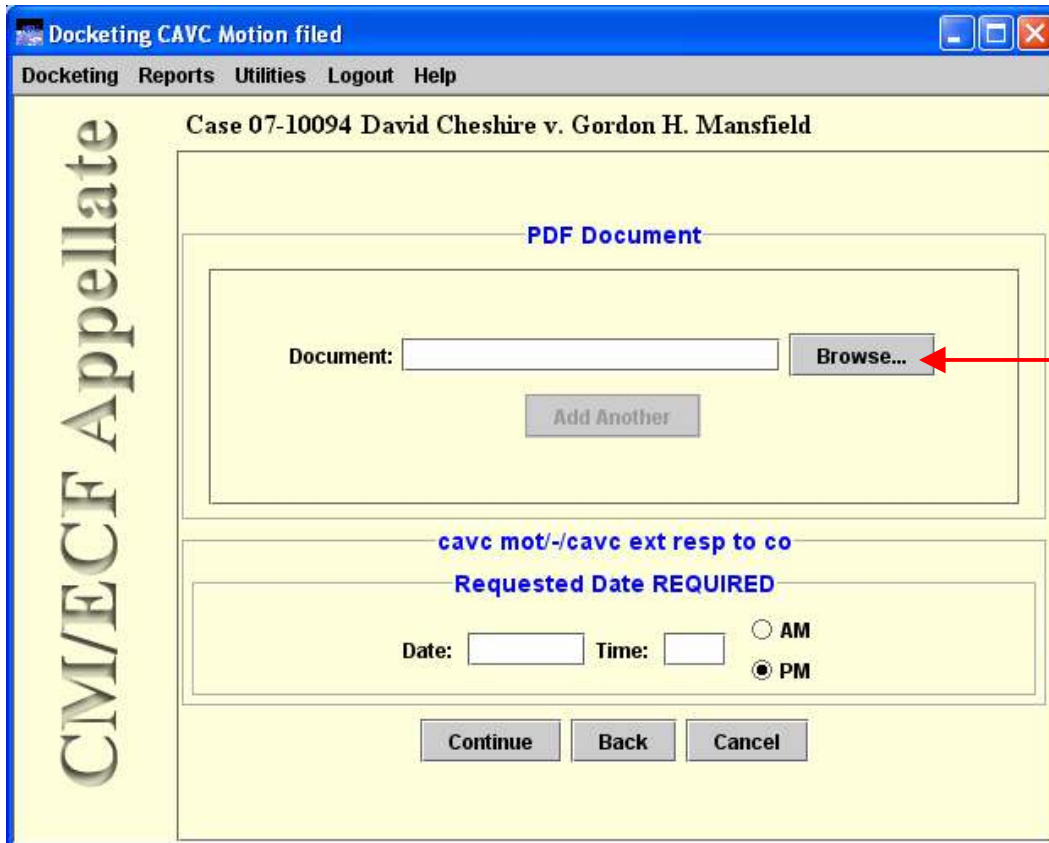 Docketing CAVC Motion filed
Docketing Reports Utilities Logout Help
CM/ECF Appellate
Case 07-10094 David Cheshire v. Gordon H. Mansfield
PDF Document
Document: Browse...
Add Another
cavc mot/-/cavc ext resp to co
Requested Date REQUIRED
Date: Time: AM
PM
Continue Back Cancel